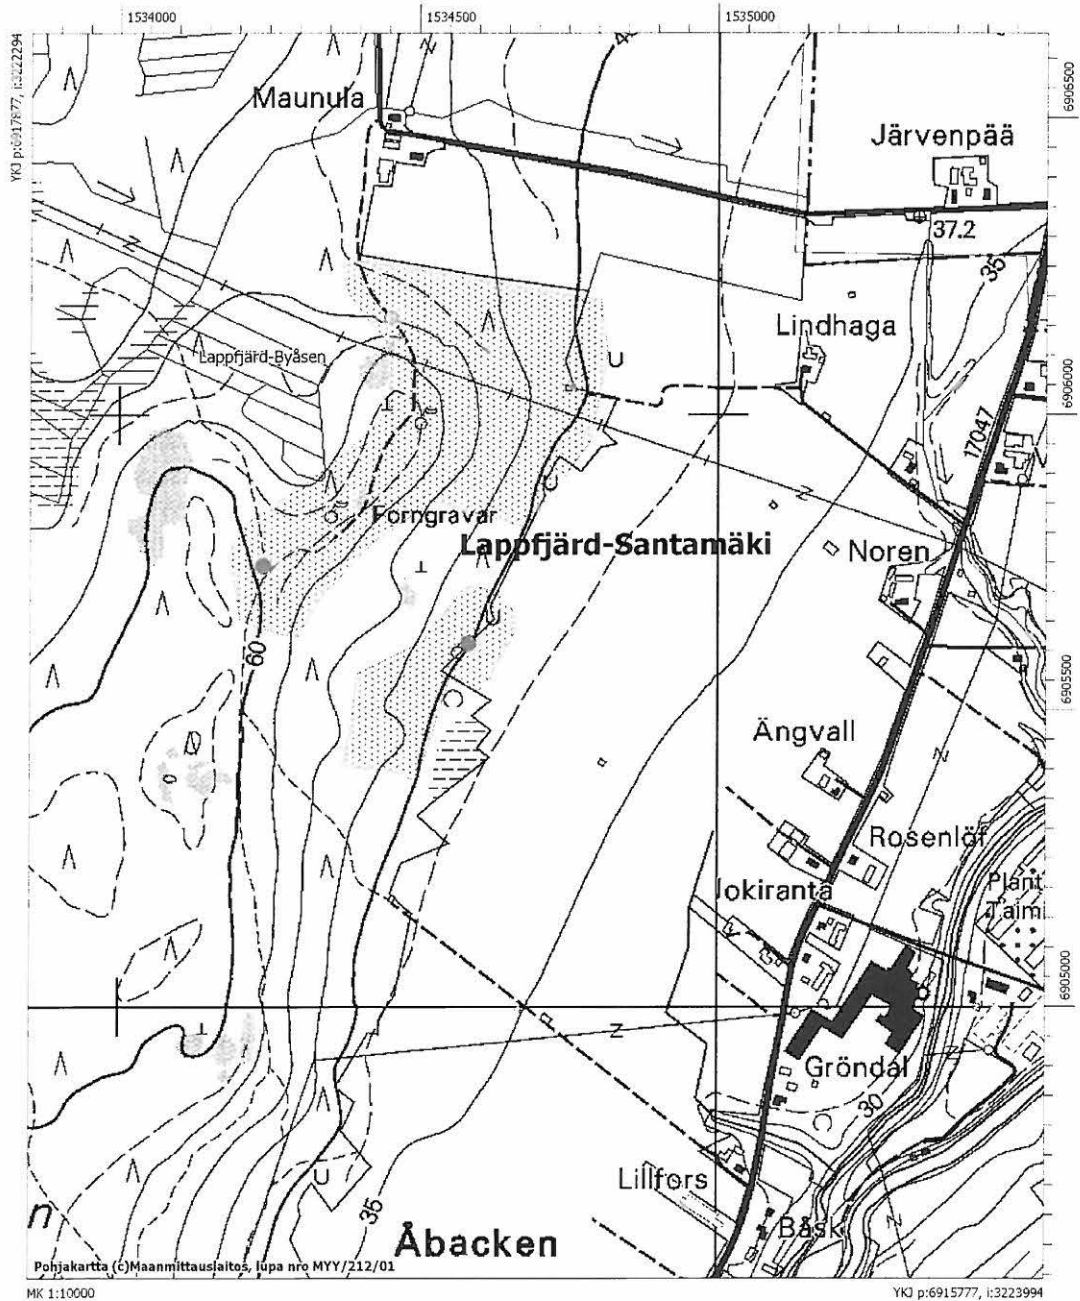 1534000
1534500
1535000
YKJ p:6917877, i:3222294
6906500
Maunula
Järvenpää
37.2
35
Lindhaga
Lappfjärd-Byåsen
6906000
17047
Forngravar
Lappfjärd-Santamäki
Noren
60
6905500
Ängvall
Rosenlöf
Jokiranta
Plant
Taim
6905000
Gröndal
30
Lillfors
35
n
Båsk
Åbacken
Pohjakartta (c)Maanmittauslaitos, lupa nro MYY/212/01
MK 1:10000
YKJ p:6915777, i:3223994